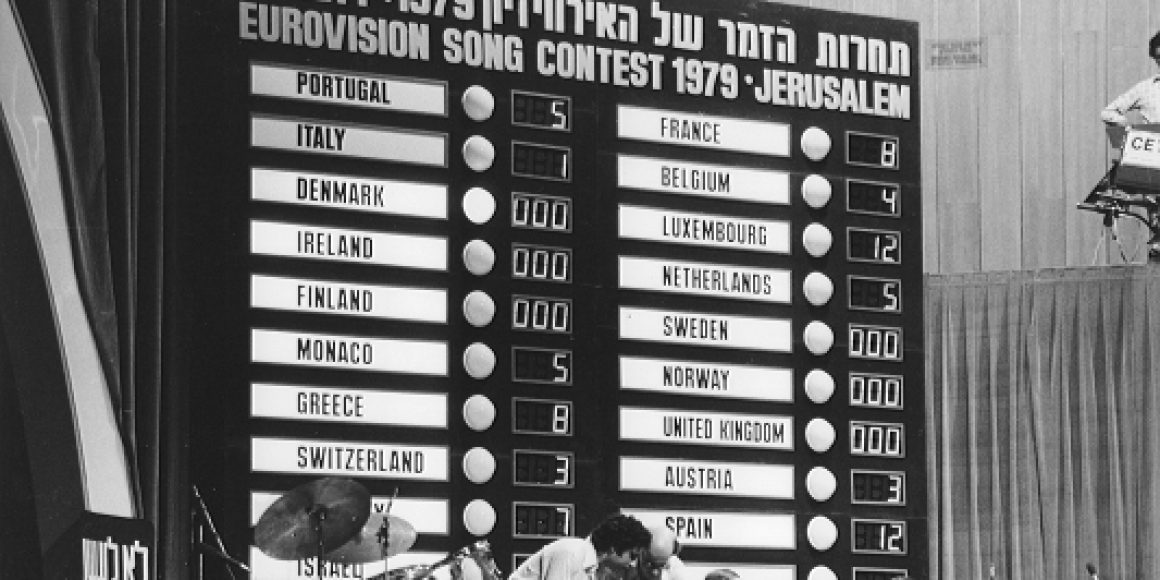 תחרות הזמר של האירוויזיון 1979
EUROVISION SONG CONTEST 1979 · JERUSALEM
PORTUGAL 5
ITALY 1
DENMARK 000
IRELAND 000
FINLAND 000
MONACO 5
GREECE 8
SWITZERLAND 3
7
ISRAEL
FRANCE 8
BELGIUM 4
LUXEMBOURG 12
NETHERLANDS 5
SWEDEN 000
NORWAY 000
UNITED KINGDOM 000
AUSTRIA 3
SPAIN 12